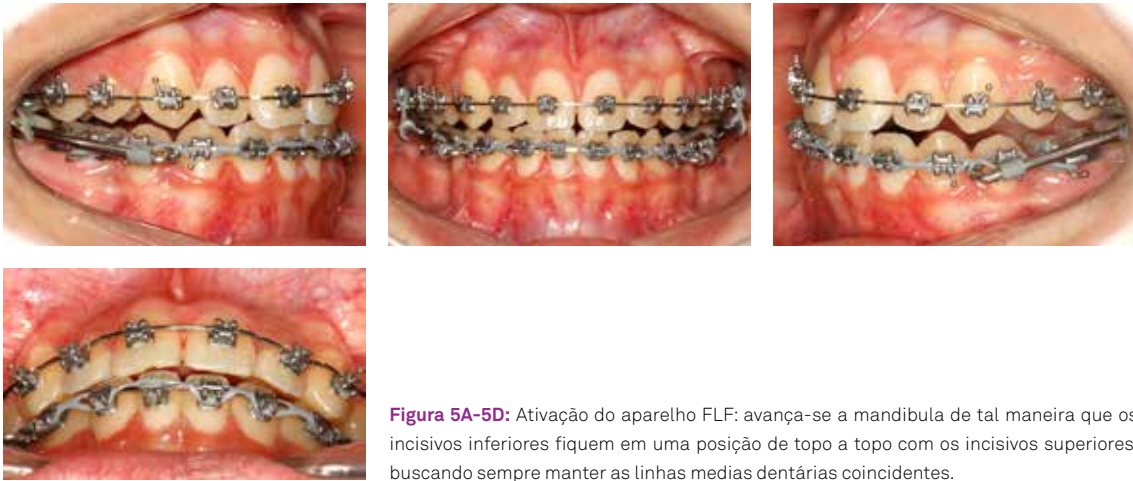 Figura 5A-5D: Ativação do aparelho FLF: avança-se a mandibula de tal maneira que os
incisivos inferiores fiquem em uma posição de topo a topo com os incisivos superiores,
buscando sempre manter as linhas medias dentárias coincidentes.